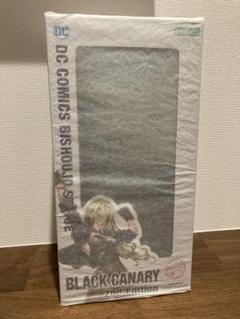 DC
DC COMICS BISHOUJO STATUE
BLACK CANARY
2nd Edition